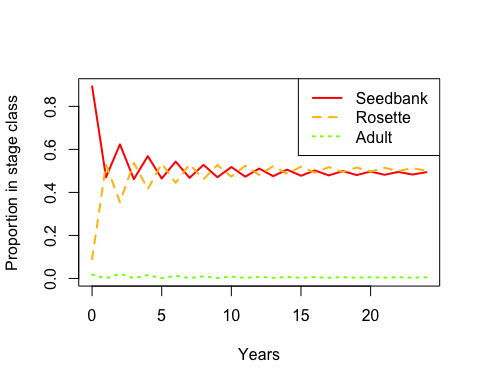 Seedbank
Rosette
Adult
Proportion in stage class
0.8
0.6
0.4
0.2
0.0
0 5 10 15 20
Years